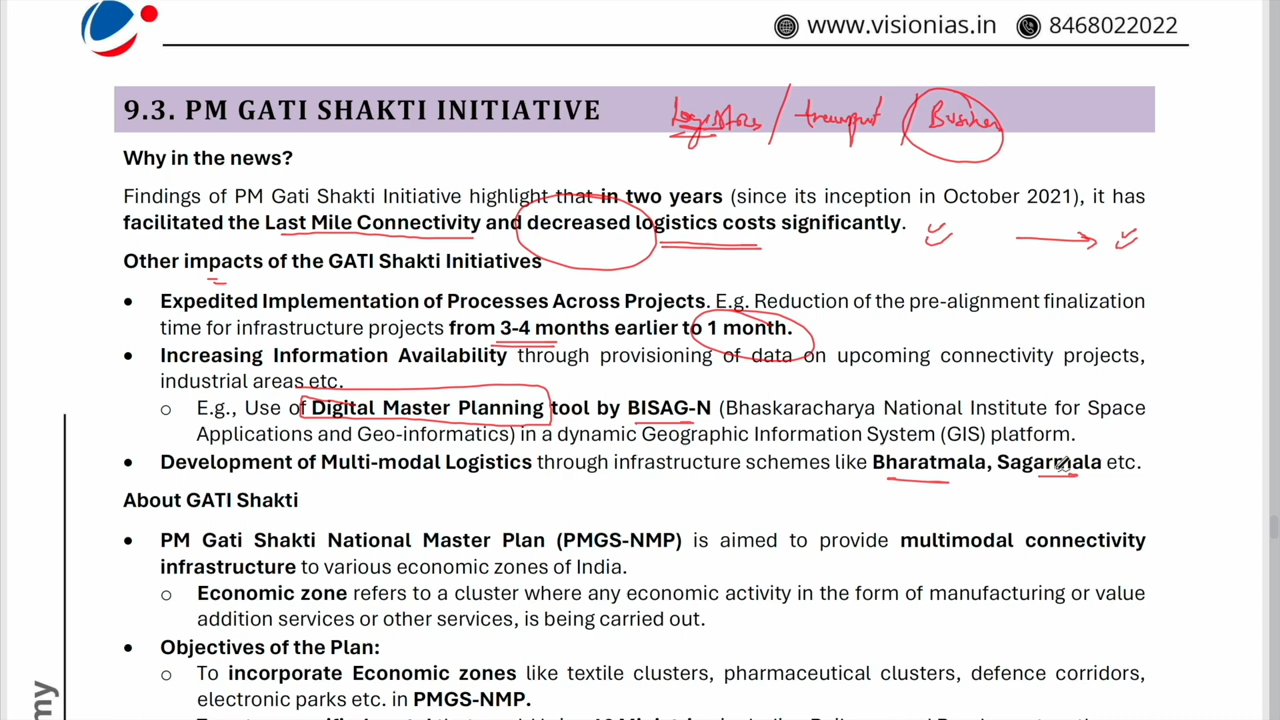 www.visionias.in 8468022022
9.3. PM GATI SHAKTI INITIATIVE Logistics / transport / Business
Why in the news?
Findings of PM Gati Shakti Initiative highlight that in two years (since its inception in October 2021), it has
facilitated the Last Mile Connectivity and decreased logistics costs significantly.
Other impacts of the GATI Shakti Initiatives
• Expedited Implementation of Processes Across Projects. E.g. Reduction of the pre-alignment finalization
time for infrastructure projects from 3-4 months earlier to 1 month.
• Increasing Information Availability through provisioning of data on upcoming connectivity projects,
industrial areas etc.
o E.g., Use of Digital Master Planning tool by BISAG-N (Bhaskaracharya National Institute for Space
Applications and Geo-informatics) in a dynamic Geographic Information System (GIS) platform.
• Development of Multi-modal Logistics through infrastructure schemes like Bharatmala, Sagarmala etc.
About GATI Shakti
• PM Gati Shakti National Master Plan (PMGS-NMP) is aimed to provide multimodal connectivity
infrastructure to various economic zones of India.
o Economic zone refers to a cluster where any economic activity in the form of manufacturing or value
addition services or other services, is being carried out.
• Objectives of the Plan:
o To incorporate Economic zones like textile clusters, pharmaceutical clusters, defence corridors,
electronic parks etc. in PMGS-NMP.
my